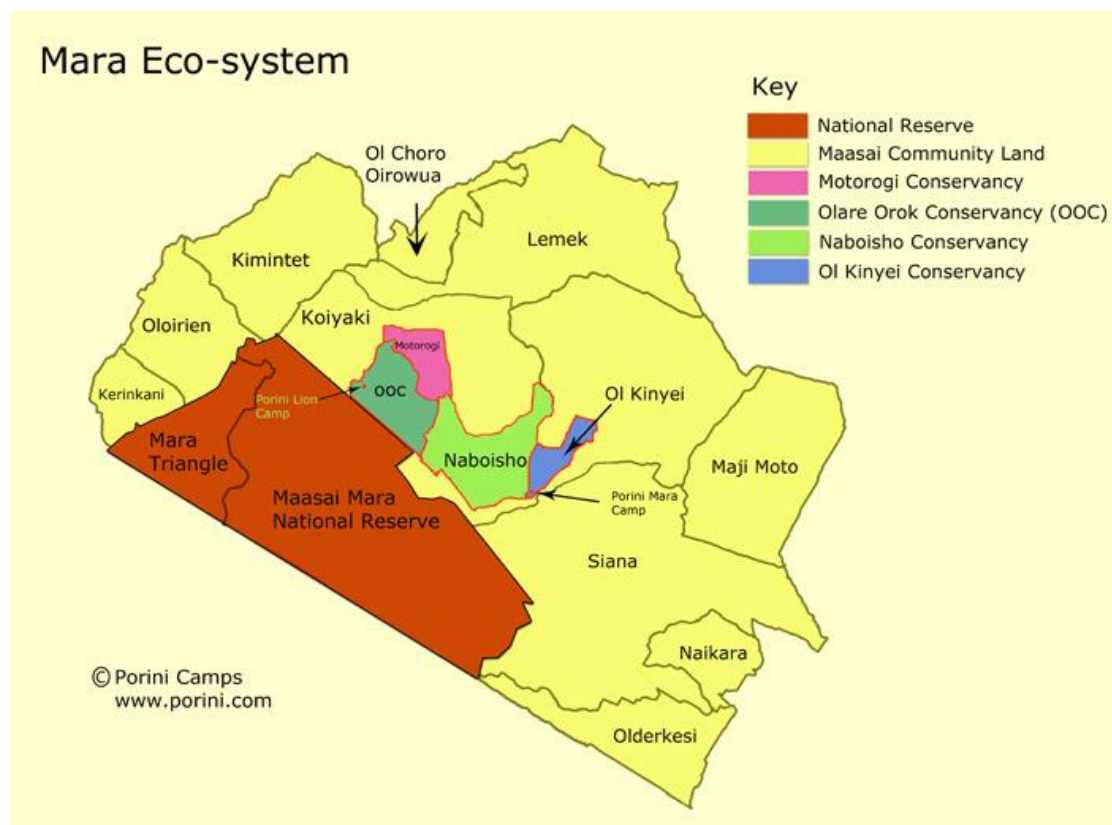 Mara Eco-system
Key
National Reserve
Maasai Community Land
Motorogi Conservancy
Olare Orok Conservancy (OOC)
Naboisho Conservancy
Ol Kinyei Conservancy
Ol Choro
Oirowua
Lemek
Kimintet
Koiyaki
Oloirien
Motorogi
Kerinkani
Porini Lion
Camp
OOC
Ol Kinyei
Mara
Triangle
Naboisho
Maji Moto
Maasai Mara
National Reserve
Porini Mara
Camp
Siana
Naikara
© Porini Camps
www.porini.com
Olderkesi